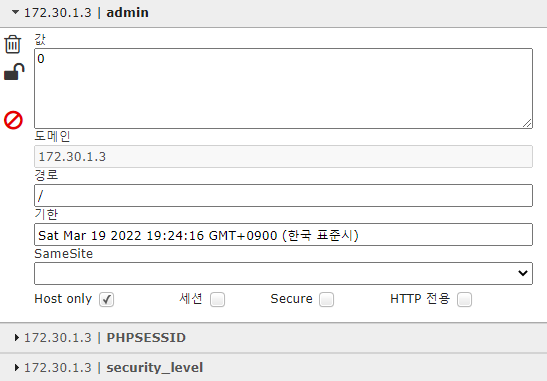 172.30.1.3 | admin
값
0
도메인
172.30.1.3
경로
/
기한
Sat Mar 19 2022 19:24:16 GMT+0900 (한국 표준시)
SameSite
Host only 세션 Secure HTTP 전용
172.30.1.3 | PHPSESSID
172.30.1.3 | security_level